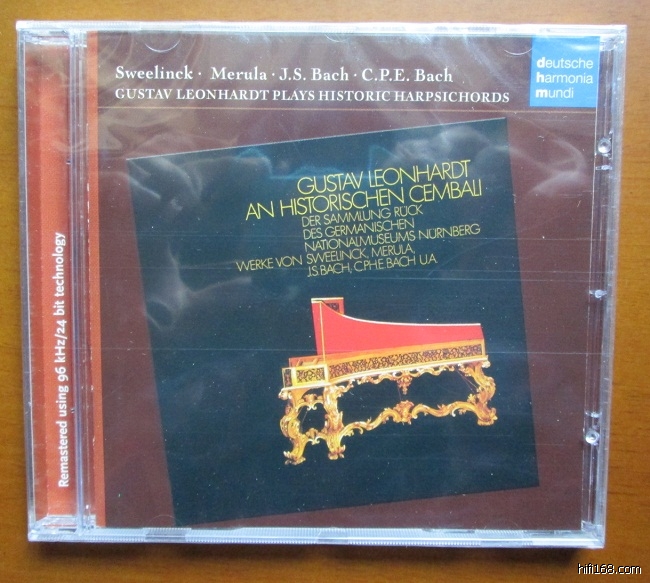 Sweelinck · Merula · J.S. Bach · C.P.E. Bach
GUSTAV LEONHARDT PLAYS HISTORIC HARPSICHORDS
deutsche
harmonia
mundi
GUSTAV LEONHARDT
AN HISTORISCHEN CEMBALI
DER SAMMLUNG RÜCK
DES GERMANISCHEN
NATIONALMUSEUMS NÜRNBERG
WERKE VON SWEELINCK, MERULA,
J.S. BACH, C.PH.E. BACH U.A.
Remastered using 96 kHz/24 bit technology
hifi168.com